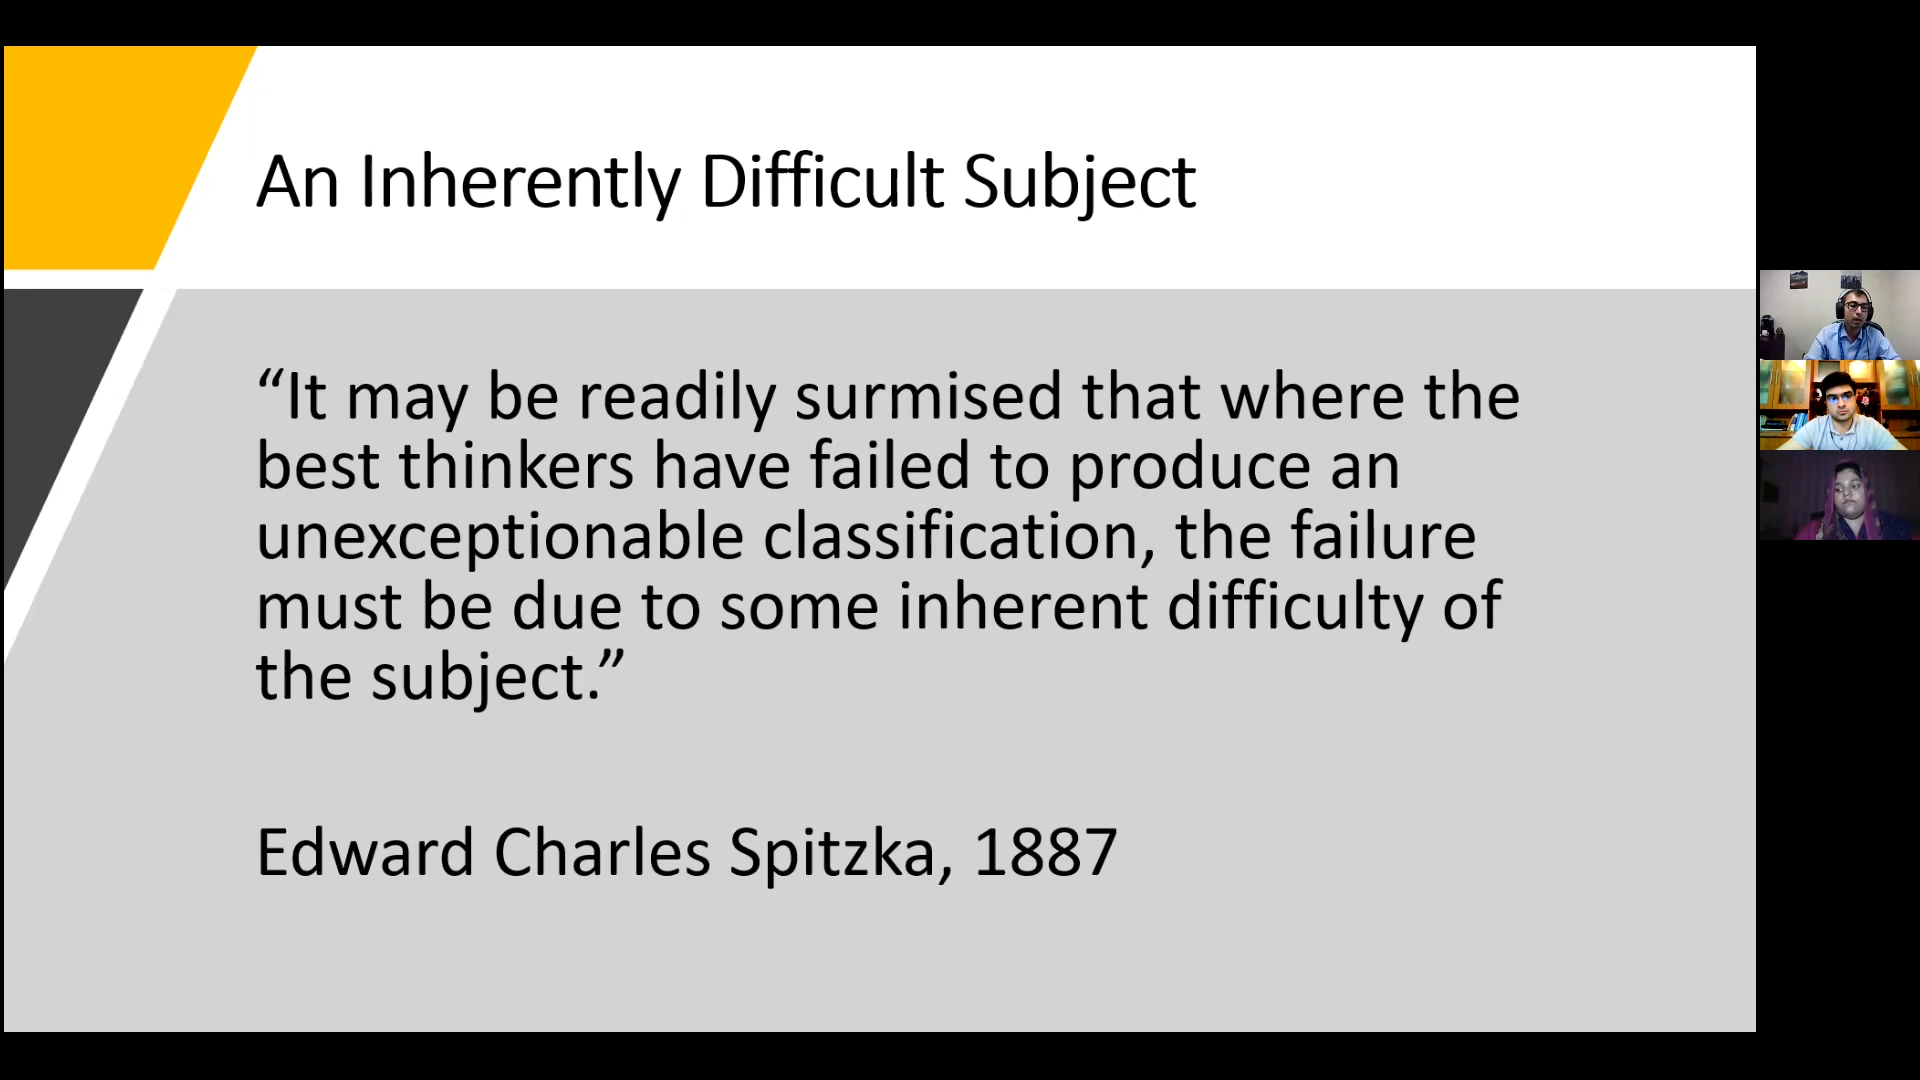 An Inherently Difficult Subject
“It may be readily surmised that where the
best thinkers have failed to produce an
unexceptionable classification, the failure
must be due to some inherent difficulty of
the subject.”
Edward Charles Spitzka, 1887